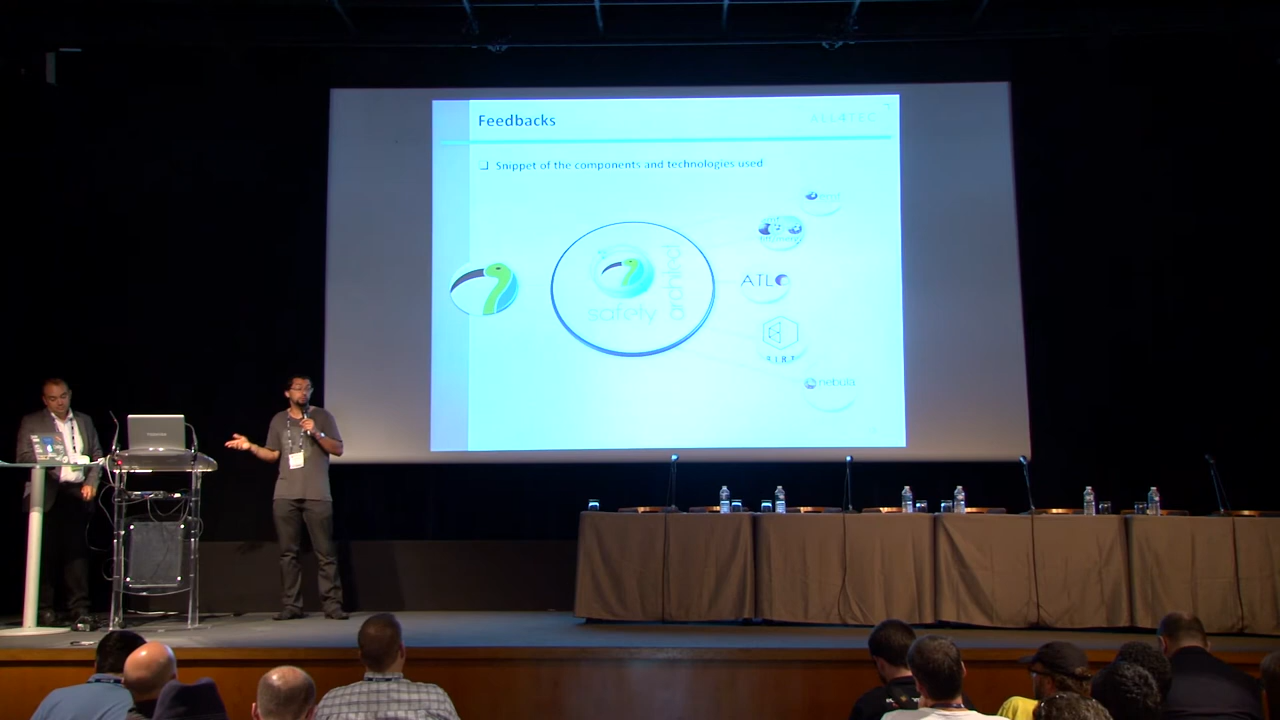 Feedbacks
ALL4TEC
❑ Snippet of the components and technologies used
safety
architect
ATL
nebula